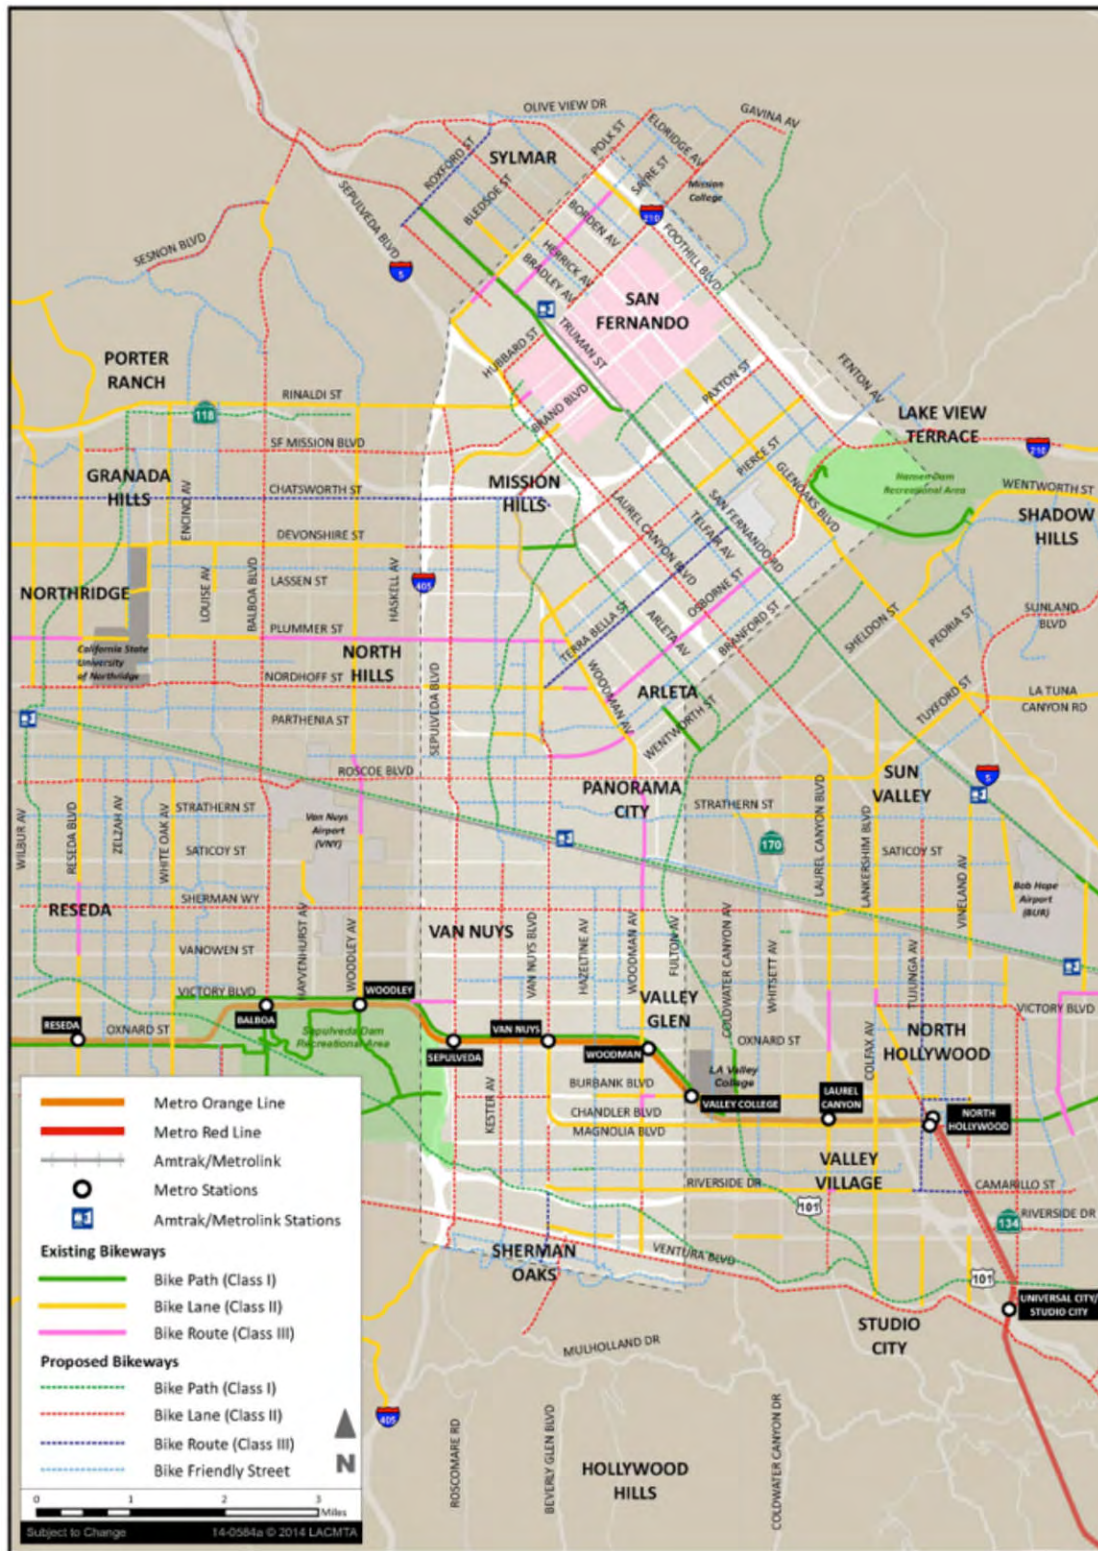 OLIVE VIEW DR
GAVINA AV
POLK ST
ELDRIDGE AV
ROXFORD ST
SYLMAR
SAYRE ST
Mission
College
BLEDSOE ST
BORDEN AV
210
SEPULVEDA BLVD
FOOTHILL BLVD
HERRICK AV
SESNON BLVD
5
BRADLEY AV
SAN
FERNANDO
TRUMAN ST
HUBBARD ST
PORTER
RANCH
PAXTON ST
FENTON AV
RINALDI ST
BRAND BLVD
118
LAKE VIEW
TERRACE
SF MISSION BLVD
PIERCE ST
210
GRANADA
HILLS
MISSION
HILLS
GLENOAKS BLVD
Hansen Dam
Recreational Area
WENTWORTH ST
CHATSWORTH ST
ENCINO AV
LAUREL CANYON BLVD
SAN FERNANDO RD
SHADOW
HILLS
TELFAIR AV
DEVONSHIRE ST
NORTHRIDGE
LASSEN ST
LOUISE AV
BALBOA BLVD
HASKELL AV
405
OSBORNE ST
SHELDON ST
PEORIA ST
SUNLAND
BLVD
TERRA BELLA ST
ARLETA AV
BRANFORD ST
PLUMMER ST
California State
University
of Northridge
NORTH
HILLS
NORDHOFF ST
SEPULVEDA BLVD
WOODMAN AV
ARLETA
WENTWORTH ST
TUXFORD ST
LA TUNA
CANYON RD
PARTHENIA ST
ROSCOE BLVD
PANORAMA
CITY
SUN
VALLEY
5
STRATHERN ST
STRATHERN ST
WILBUR AV
RESEDA BLVD
ZELZAH AV
WHITE OAK AV
Van Nuys
Airport
(VNY)
170
LAUREL CANYON BLVD
LANKERSHIM BLVD
SATICOY ST
SATICOY ST
VINELAND AV
Bob Hope
Airport
(BUR)
SHERMAN WY
RESEDA
VAN NUYS
VANOWEN ST
HAYVENHURST AV
WOODLEY AV
VAN NUYS BLVD
HAZELTINE AV
WOODMAN AV
FULTON AV
COLDWATER CANYON AV
WHITSETT AV
TUJUNGA AV
VICTORY BLVD
WOODLEY
VALLEY
GLEN
VICTORY BLVD
RESEDA
OXNARD ST
BALBOA
Sepulveda Dam
Recreational Area
SEPULVEDA
VAN NUYS
WOODMAN
OXNARD ST
COLFAX AV
NORTH
HOLLYWOOD
LA Valley
College
KESTER AV
BURBANK BLVD
VALLEY COLLEGE
LAUREL
CANYON
CHANDLER BLVD
NORTH
HOLLYWOOD
MAGNOLIA BLVD
VALLEY
VILLAGE
RIVERSIDE DR
CAMARILLO ST
101
134
RIVERSIDE DR
SHERMAN
OAKS
VENTURA BLVD
101
UNIVERSAL CITY/
STUDIO CITY
STUDIO
CITY
MULHOLLAND DR
405
ROSCOMARE RD
BEVERLY GLEN BLVD
COLDWATER CANYON DR
HOLLYWOOD
HILLS
Metro Orange Line
Metro Red Line
Amtrak/Metrolink
Metro Stations
Amtrak/Metrolink Stations
Existing Bikeways
Bike Path (Class I)
Bike Lane (Class II)
Bike Route (Class III)
Proposed Bikeways
Bike Path (Class I)
Bike Lane (Class II)
Bike Route (Class III)
Bike Friendly Street
N
0 1 2 3
Miles
Subject to Change 14-0584a © 2014 LACMTA